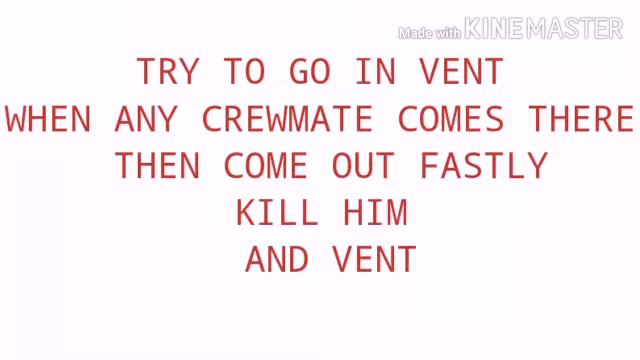 Made with KINEMASTER
TRY TO GO IN VENT
WHEN ANY CREWMATE COMES THERE
THEN COME OUT FASTLY
KILL HIM
AND VENT